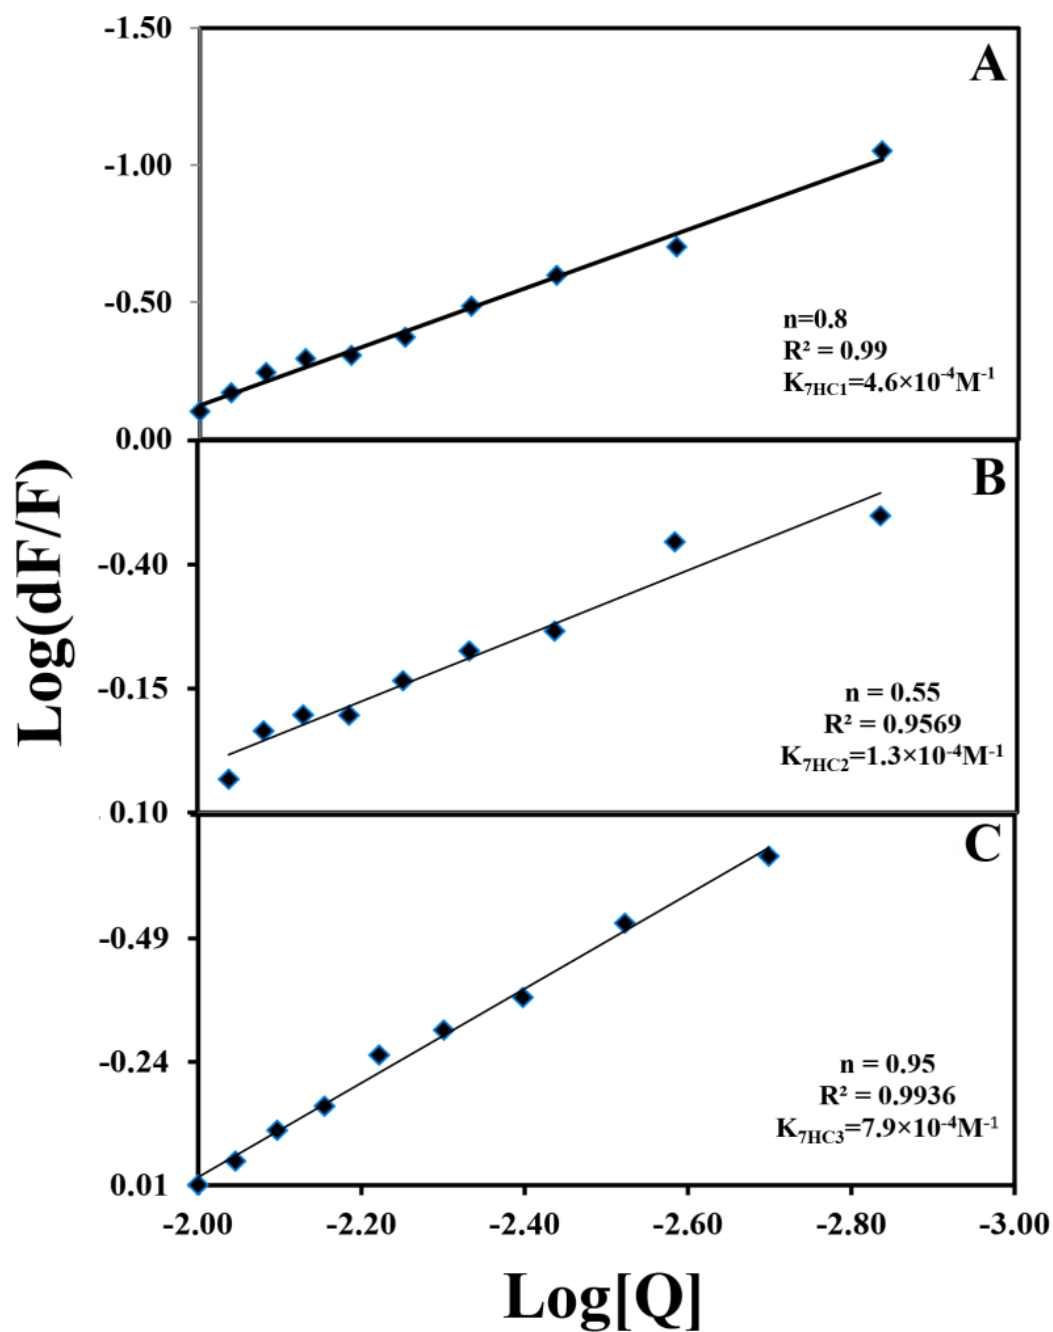 -1.50
A
-1.00
-0.50
n=0.8
R² = 0.99
K7HC1=4.6×10⁻⁴M⁻¹
0.00
B
-0.40
-0.15
n = 0.55
R² = 0.9569
K7HC2=1.3×10⁻⁴M⁻¹
0.10
C
-0.49
-0.24
n = 0.95
R² = 0.9936
K7HC3=7.9×10⁻⁴M⁻¹
0.01
-2.00 -2.20 -2.40 -2.60 -2.80 -3.00
Log(dF/F)
Log[Q]